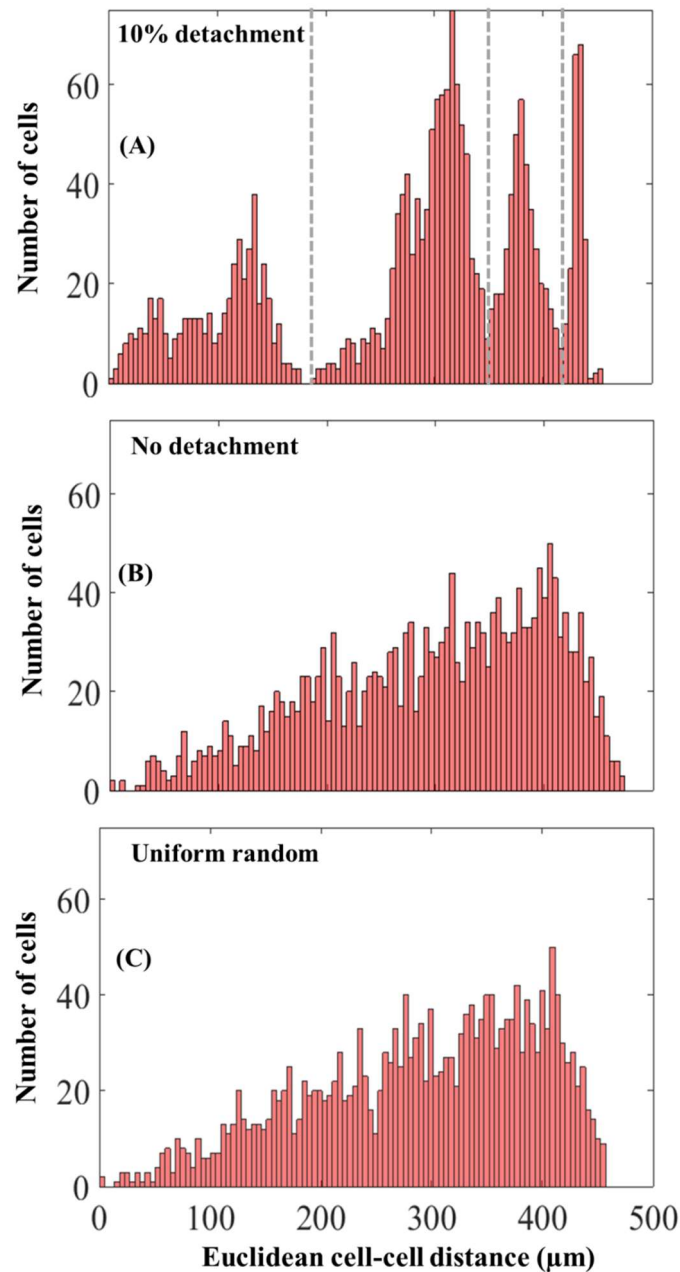 10% detachment
(A)
Number of cells
60
40
20
0
No detachment
(B)
Number of cells
60
40
20
0
Uniform random
(C)
Number of cells
60
40
20
0
0 100 200 300 400 500
Euclidean cell-cell distance (µm)